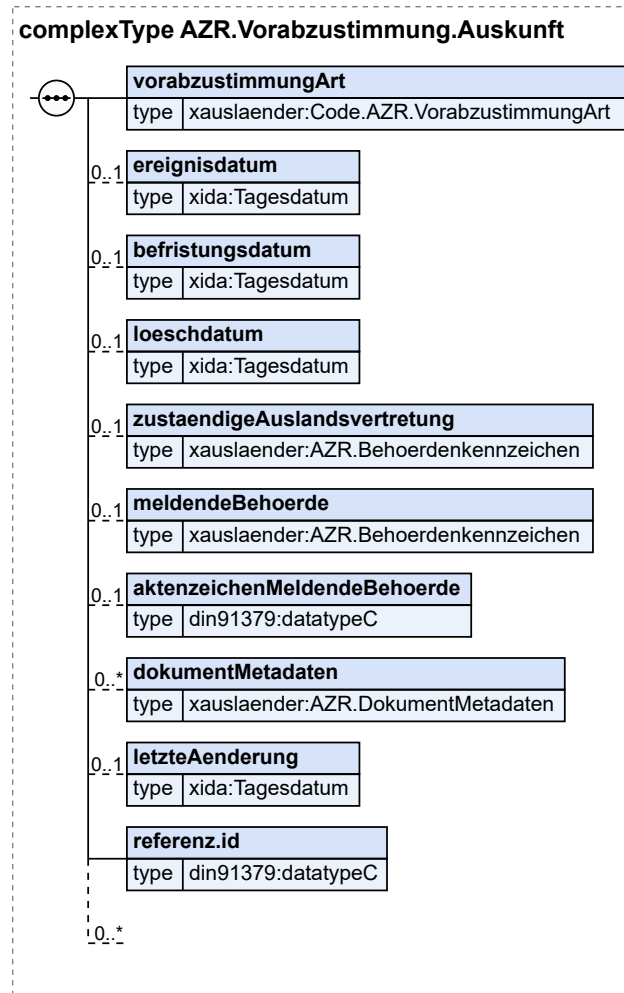 complexType AZR.Vorabzustimmung.Auskunft
vorabzustimmungArt
type xauslaender:Code.AZR.VorabzustimmungArt
0..1 ereignisdatum
type xida:Tagesdatum
0..1 befristungsdatum
type xida:Tagesdatum
0..1 loeschdatum
type xida:Tagesdatum
0..1 zustaendigeAuslandsvertretung
type xauslaender:AZR.Behoerdenkennzeichen
0..1 meldendeBehoerde
type xauslaender:AZR.Behoerdenkennzeichen
0..1 aktenzeichenMeldendeBehoerde
type din91379:datatypeC
0..* dokumentMetadaten
type xauslaender:AZR.DokumentMetadaten
0..1 letzteAenderung
type xida:Tagesdatum
referenz.id
type din91379:datatypeC
0..*